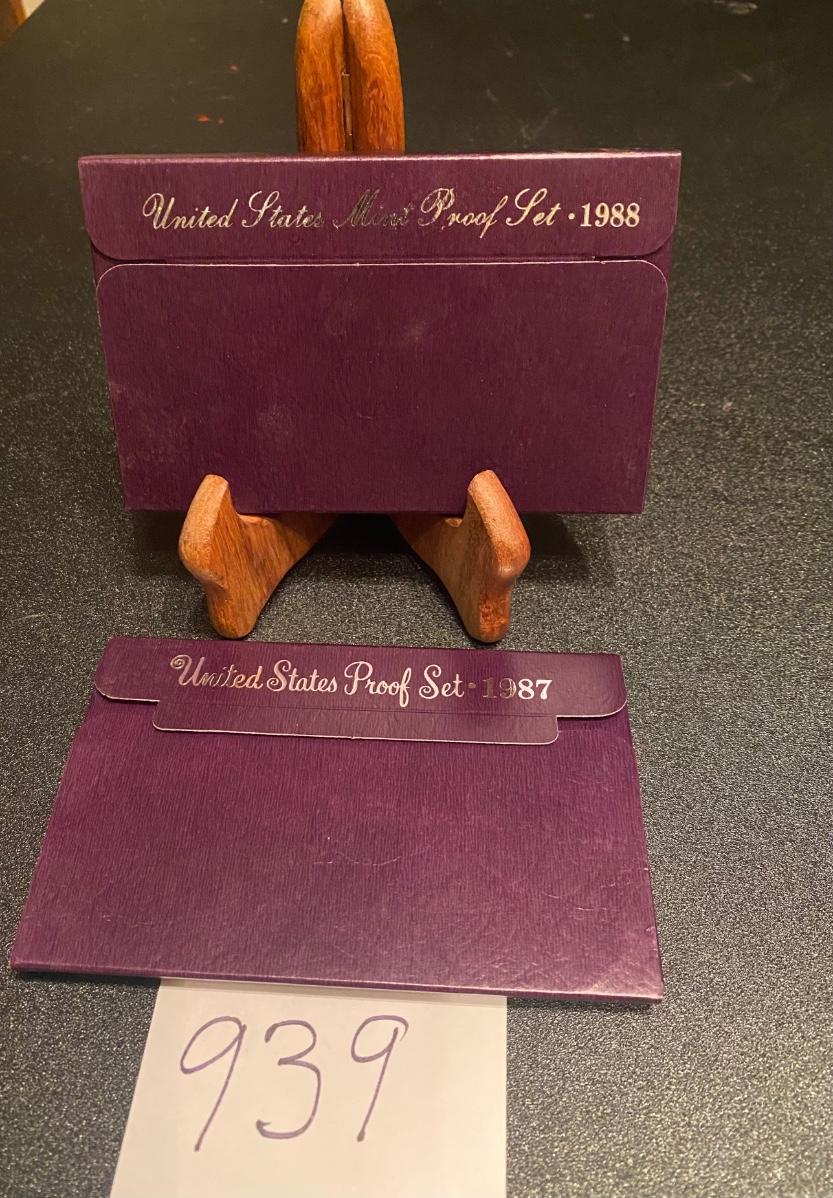 United States Mint Proof Set · 1988
United States Proof Set · 1987
939